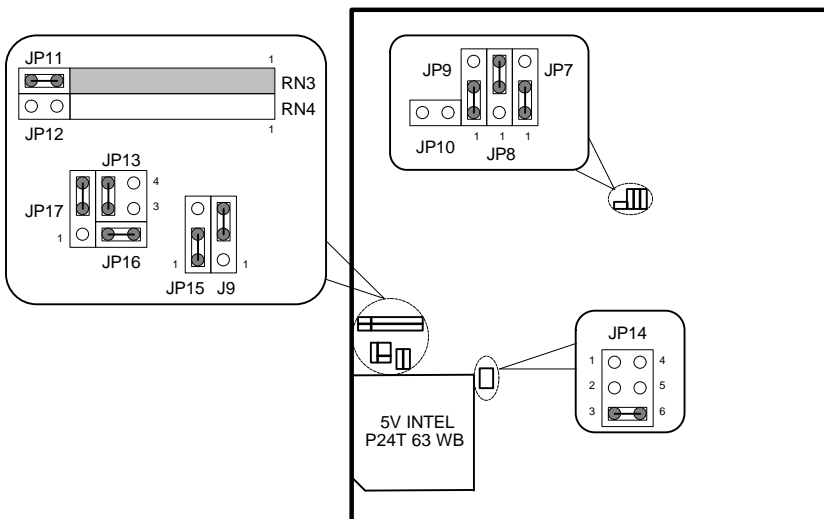 JP11
1
RN3
RN4
JP12
1
JP13
4
JP17
3
1
JP16
1
1
JP15 J9
JP9
JP7
JP10
1 1 1
JP8
JP14
1 4
2 5
3 6
5V INTEL
P24T 63 WB